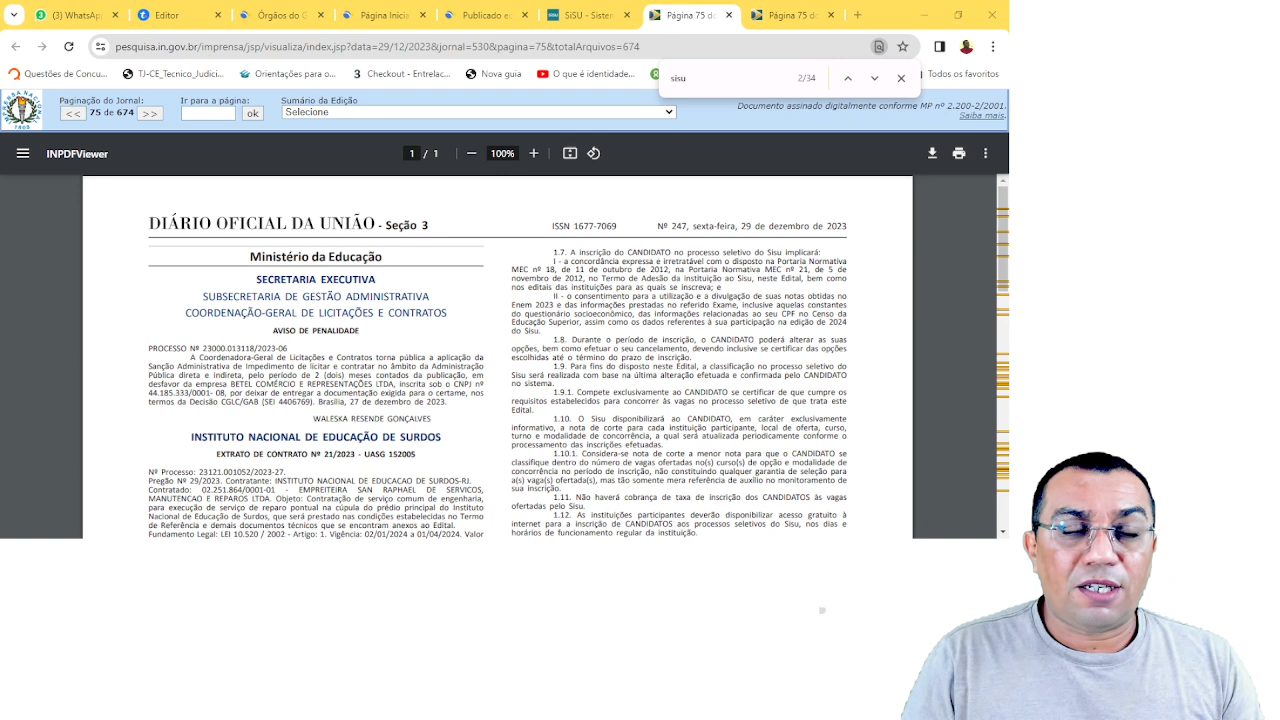 (3) WhatsApp
Editor
Órgãos do G
Página Inicia
Publicado e
SiSU - Sistem
Página 75 d
Página 75 d
pesquisa.in.gov.br/imprensa/jsp/visualiza/index.jsp?data=29/12/2023&jornal=530&pagina=75&totalArquivos=674
Questões de Concu...
TJ-CE_Tecnico_Judici...
Orientações para o...
3 Checkout - Entrelac...
Nova guia
O que é identidade...
Todos os favoritos
sisu 2/34
Paginação do Jornal:
<< 75 de 674 >>
Ir para a página:
ok
Sumário da Edição
Selecione
Documento assinado digitalmente conforme MP nº 2.200-2/2001.
Saiba mais.
INPDFViewer
1 / 1
100%
DIÁRIO OFICIAL DA UNIÃO - Seção 3
ISSN 1677-7069
Nº 247, sexta-feira, 29 de dezembro de 2023
Ministério da Educação
SECRETARIA EXECUTIVA
SUBSECRETARIA DE GESTÃO ADMINISTRATIVA
COORDENAÇÃO-GERAL DE LICITAÇÕES E CONTRATOS
AVISO DE PENALIDADE
PROCESSO Nº 23000.013118/2023-06
A Coordenadora-Geral de Licitações e Contratos torna pública a aplicação da
Sanção Administrativa de Impedimento de licitar e contratar no âmbito da Administração
Pública direta e indireta, pelo período de 2 (dois) meses contados da publicação, em
desfavor da empresa BETEL COMÉRCIO E REPRESENTAÇÕES LTDA, inscrita sob o CNPJ nº
44.185.333/0001- 08, por deixar de entregar a documentação exigida para o certame, nos
termos da Decisão CGLC/GAB (SEI 4406769). Brasília, 27 de dezembro de 2023.
WALESKA RESENDE GONÇALVES
INSTITUTO NACIONAL DE EDUCAÇÃO DE SURDOS
EXTRATO DE CONTRATO Nº 21/2023 - UASG 152005
Nº Processo: 23121.001052/2023-27.
Pregão Nº 29/2023. Contratante: INSTITUTO NACIONAL DE EDUCACAO DE SURDOS-RJ.
Contratado: 02.251.864/0001-01 - EMPREITEIRA SAN RAPHAEL DE SERVICOS,
MANUTENCAO E REPAROS LTDA. Objeto: Contratação de serviço comum de engenharia,
para execução de serviço de reparo pontual na cúpula do prédio principal do Instituto
Nacional de Educação de Surdos, que será prestado nas condições estabelecidas no Termo
de Referência e demais documentos técnicos que se encontram anexos ao Edital.
Fundamento Legal: LEI 10.520 / 2002 - Artigo: 1. Vigência: 02/01/2024 a 01/04/2024. Valor
1.7. A inscrição do CANDIDATO no processo seletivo do Sisu implicará:
I - a concordância expressa e irretratável com o disposto na Portaria Normativa
MEC nº 18, de 11 de outubro de 2012, na Portaria Normativa MEC nº 21, de 5 de
novembro de 2012, no Termo de Adesão da instituição ao Sisu, neste Edital, bem como
nos editais das instituições para as quais se inscreva; e
II - o consentimento para a utilização e a divulgação de suas notas obtidas no
Enem 2023 e das informações prestadas no referido Exame, inclusive aquelas constantes
do questionário socioeconômico, das informações relacionadas ao seu CPF no Censo da
Educação Superior, assim como os dados referentes à sua participação na edição de 2024
do Sisu.
1.8. Durante o período de inscrição, o CANDIDATO poderá alterar as suas
opções, bem como efetuar o seu cancelamento, devendo inclusive se certificar das opções
escolhidas até o término do prazo de inscrição.
1.9. Para fins do disposto neste Edital, a classificação no processo seletivo do
Sisu será realizada com base na última alteração efetuada e confirmada pelo CANDIDATO
no sistema.
1.9.1. Compete exclusivamente ao CANDIDATO se certificar de que cumpre os
requisitos estabelecidos para concorrer às vagas no processo seletivo de que trata este
Edital.
1.10. O Sisu disponibilizará ao CANDIDATO, em caráter exclusivamente
informativo, a nota de corte para cada instituição participante, local de oferta, curso,
turno e modalidade de concorrência, a qual será atualizada periodicamente conforme o
processamento das inscrições efetuadas.
1.10.1. Considera-se nota de corte a menor nota para que o CANDIDATO se
classifique dentro do número de vagas ofertadas no(s) curso(s) de opção e modalidade de
concorrência no período de inscrição, não constituindo qualquer garantia de seleção para
a(s) vaga(s) ofertada(s), mas tão somente mera referência de auxílio no monitoramento de
sua inscrição.
1.11. Não haverá cobrança de taxa de inscrição dos CANDIDATOS às vagas
ofertadas pelo Sisu.
1.12. As instituições participantes deverão disponibilizar acesso gratuito à
internet para a inscrição de CANDIDATOS aos processos seletivos do Sisu, nos dias e
horários de funcionamento regular da instituição.